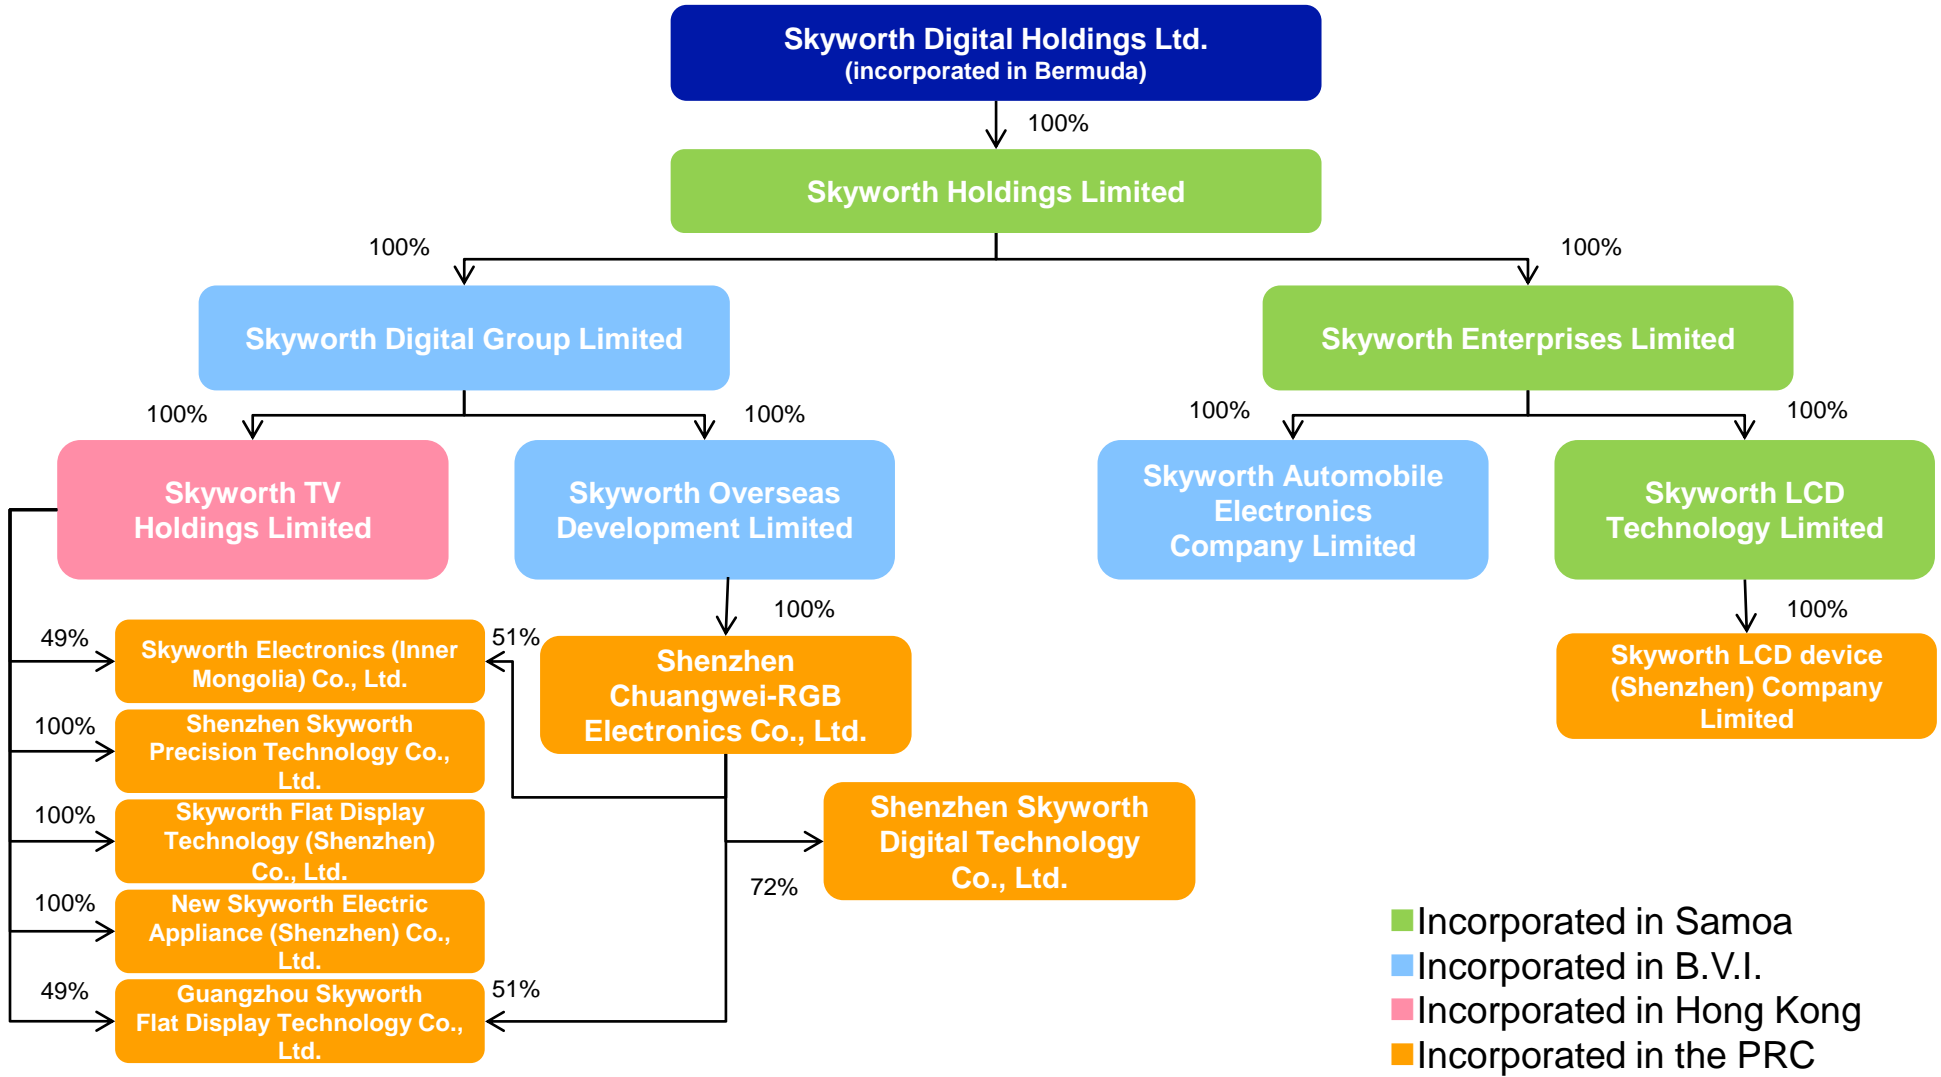 Skyworth Digital Holdings Ltd.
(incorporated in Bermuda)
100%
Skyworth Holdings Limited
100%
100%
Skyworth Digital Group Limited
Skyworth Enterprises Limited
100%
100%
100%
100%
Skyworth TV
Holdings Limited
Skyworth Overseas
Development Limited
Skyworth Automobile
Electronics
Company Limited
Skyworth LCD
Technology Limited
100%
100%
49%
Skyworth Electronics (Inner
Mongolia) Co., Ltd.
51%
Shenzhen
Chuangwei-RGB
Electronics Co., Ltd.
Skyworth LCD device
(Shenzhen) Company
Limited
100%
Shenzhen Skyworth
Precision Technology Co.,
Ltd.
100%
Skyworth Flat Display
Technology (Shenzhen)
Co., Ltd.
Shenzhen Skyworth
Digital Technology
Co., Ltd.
72%
100%
New Skyworth Electric
Appliance (Shenzhen) Co.,
Ltd.
49%
Guangzhou Skyworth
Flat Display Technology Co.,
Ltd.
51%
Incorporated in Samoa
Incorporated in B.V.I.
Incorporated in Hong Kong
Incorporated in the PRC